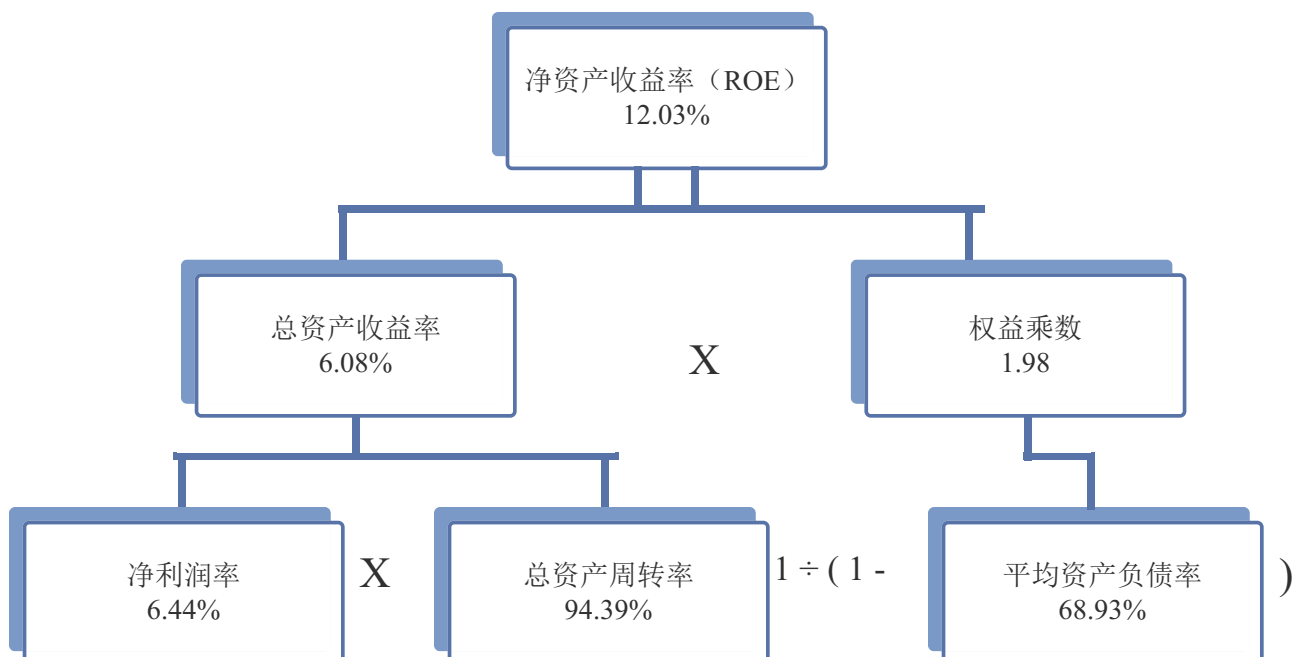 净资产收益率（ROE）
12.03%
总资产收益率
6.08%
X
权益乘数
1.98
净利润率
6.44%
X
总资产周转率
94.39%
1 ÷ ( 1 -
平均资产负债率
68.93%
)